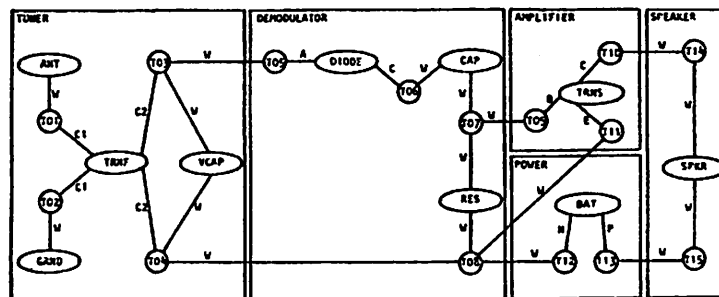 TUNER
DEMODULATOR
AMPLIFIER
SPEAKER
ANT
T03
W
T05
A
DIODE
C
W
CAP
T10
W
T14
W
C
T06
W
C
T01
C1
C2
W
T07
W
T09
B
TRNS
E
T11
W
TRNF
VCAP
C1
T02
C2
W
RES
W
POWER
SPKR
W
W
BAT
W
GRND
T04
W
T08
W
N
P
T12
T13
W
T15